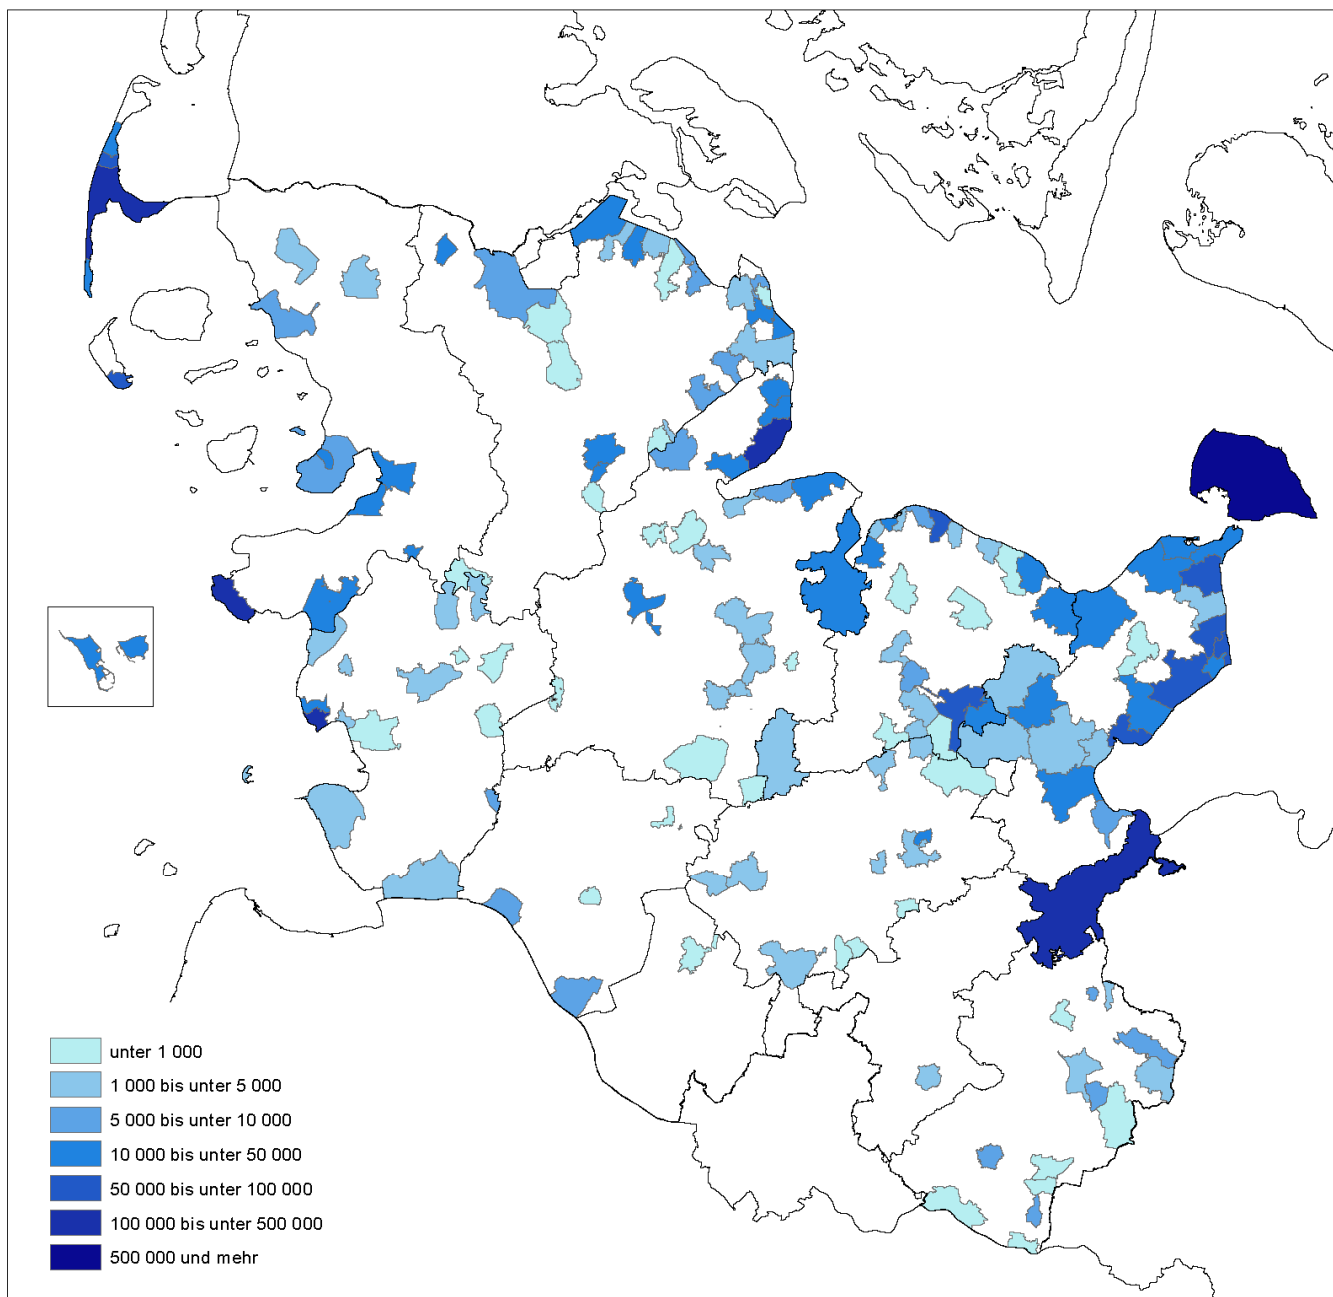 unter 1 000
1 000 bis unter 5 000
5 000 bis unter 10 000
10 000 bis unter 50 000
50 000 bis unter 100 000
100 000 bis unter 500 000
500 000 und mehr